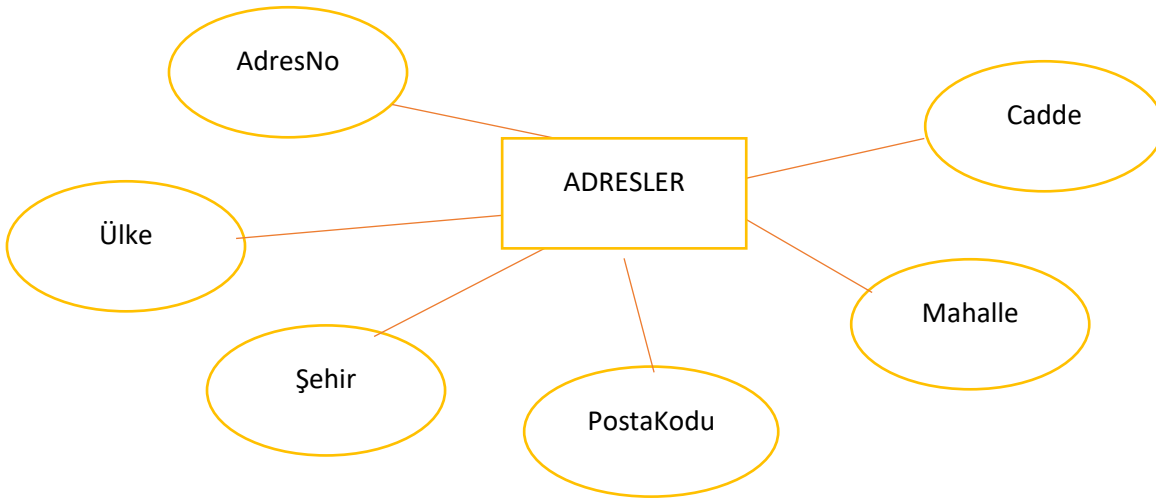 AdresNo
Cadde
ADRESLER
Ülke
Mahalle
Şehir
PostaKodu